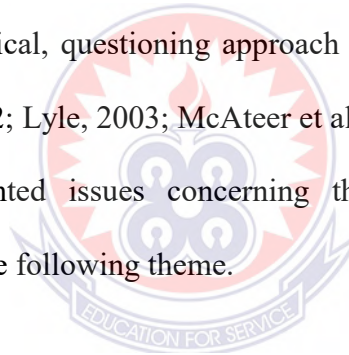 ical, questioning approach
2; Lyle, 2003; McAteer et al
nted issues concerning th
e following theme.
EDUCATION FOR SERVICE